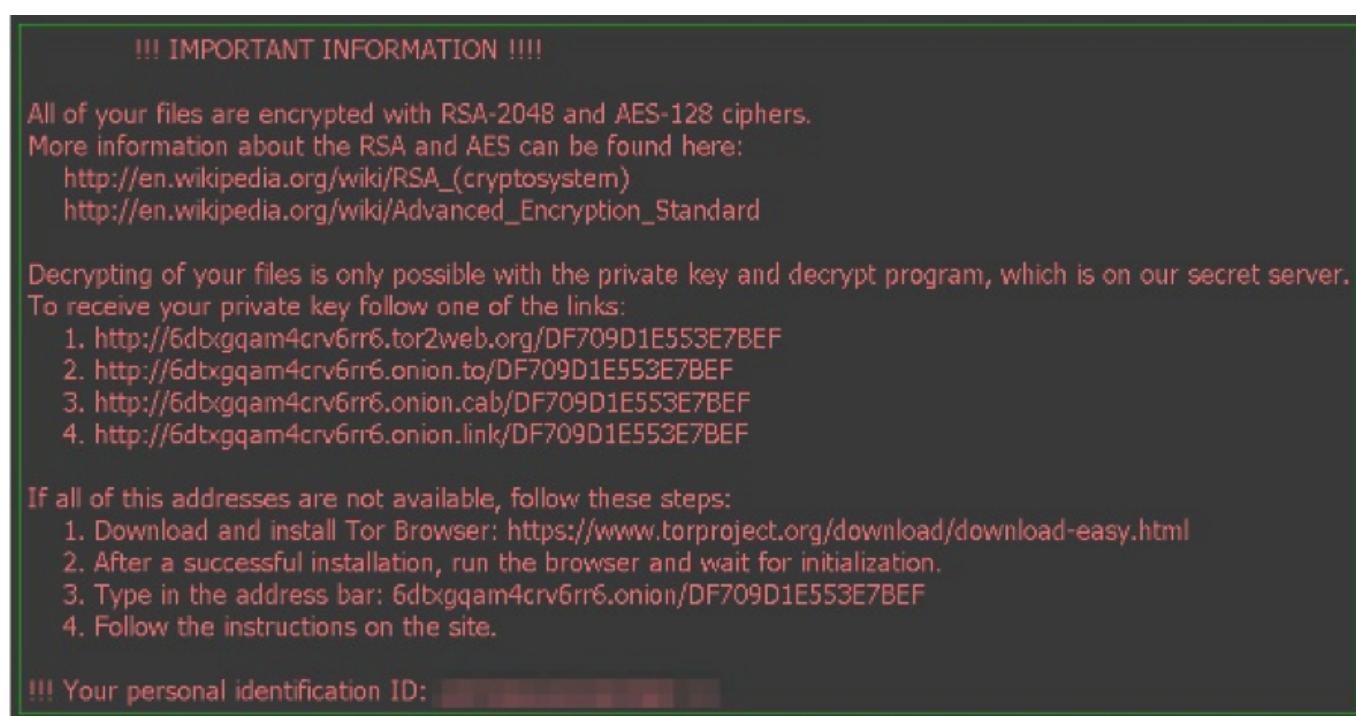 !!! IMPORTANT INFORMATION !!!!
All of your files are encrypted with RSA-2048 and AES-128 ciphers.
More information about the RSA and AES can be found here:
http://en.wikipedia.org/wiki/RSA_(cryptosystem)
http://en.wikipedia.org/wiki/Advanced_Encryption_Standard
Decrypting of your files is only possible with the private key and decrypt program, which is on our secret server.
To receive your private key follow one of the links:
1. http://6dtxgqam4crv6rr6.tor2web.org/DF709D1E553E7BEF
2. http://6dtxgqam4crv6rr6.onion.to/DF709D1E553E7BEF
3. http://6dtxgqam4crv6rr6.onion.cab/DF709D1E553E7BEF
4. http://6dtxgqam4crv6rr6.onion.link/DF709D1E553E7BEF
If all of this addresses are not available, follow these steps:
1. Download and install Tor Browser: https://www.torproject.org/download/download-easy.html
2. After a successful installation, run the browser and wait for initialization.
3. Type in the address bar: 6dtxgqam4crv6rr6.onion/DF709D1E553E7BEF
4. Follow the instructions on the site.
!!! Your personal identification ID: